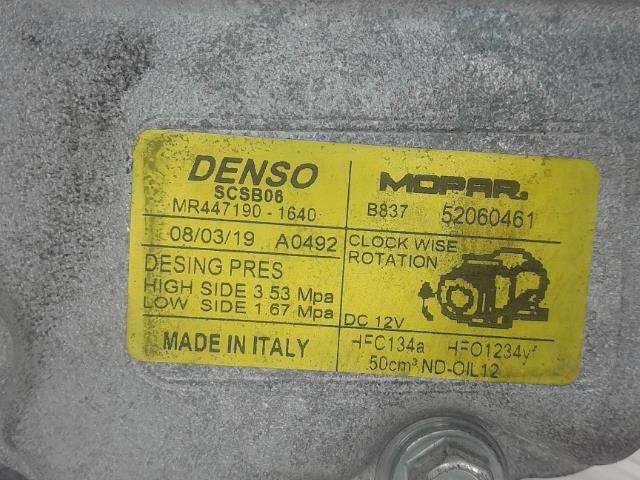 DENSO
SCSB06
MR447190-1640
MOPAR.
B837 52060461
08/03/19 A0492
DESING PRES
HIGH SIDE 3.53 Mpa
LOW SIDE 1.67 Mpa
CLOCK WISE
ROTATION
DC 12V
MADE IN ITALY
HFC134a HFO1234yf
50cm³ ND-OIL12